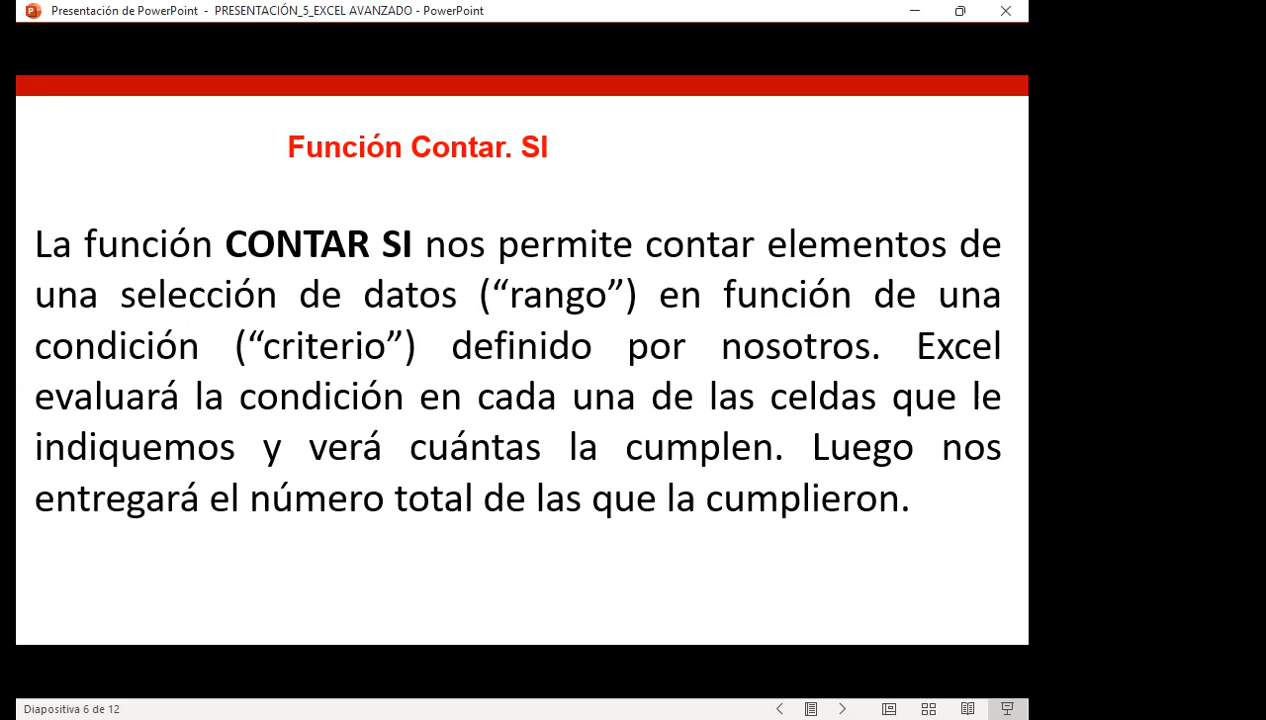 Presentación de PowerPoint - PRESENTACIÓN_5_EXCEL AVANZADO - PowerPoint
Función Contar. SI
La función CONTAR SI nos permite contar elementos de
una selección de datos (“rango”) en función de una
condición (“criterio”) definido por nosotros. Excel
evaluará la condición en cada una de las celdas que le
indiquemos y verá cuántas la cumplen. Luego nos
entregará el número total de las que la cumplieron.
Diapositiva 6 de 12